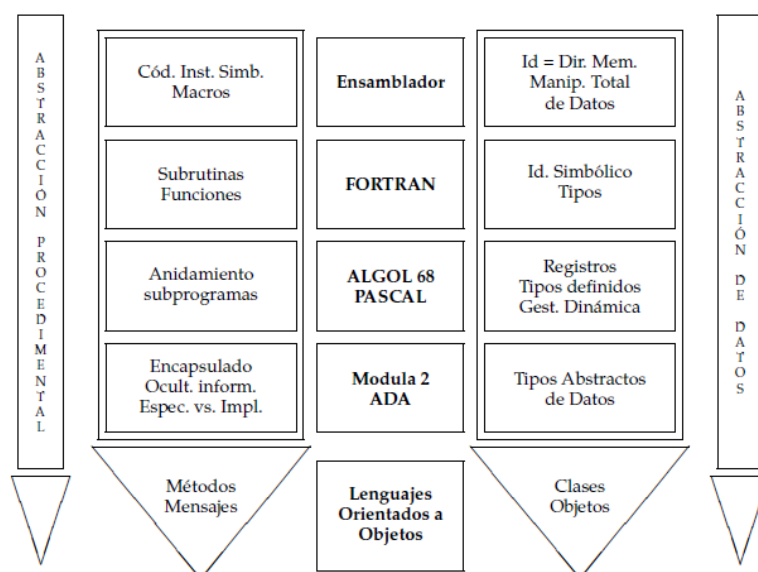 ABSTRACCIÓN PROCEDIMENTAL
Cód. Inst. Simb.
Macros
Ensamblador
Id = Dir. Mem.
Manip. Total
de Datos
ABSTRACCIÓN DE DATOS
Subrutinas
Funciones
FORTRAN
Id. Simbólico
Tipos
Anidamiento
subprogramas
ALGOL 68
PASCAL
Registros
Tipos definidos
Gest. Dinámica
Encapsulado
Ocult. inform.
Espec. vs. Impl.
Modula 2
ADA
Tipos Abstractos
de Datos
Métodos
Mensajes
Lenguajes
Orientados a
Objetos
Clases
Objetos